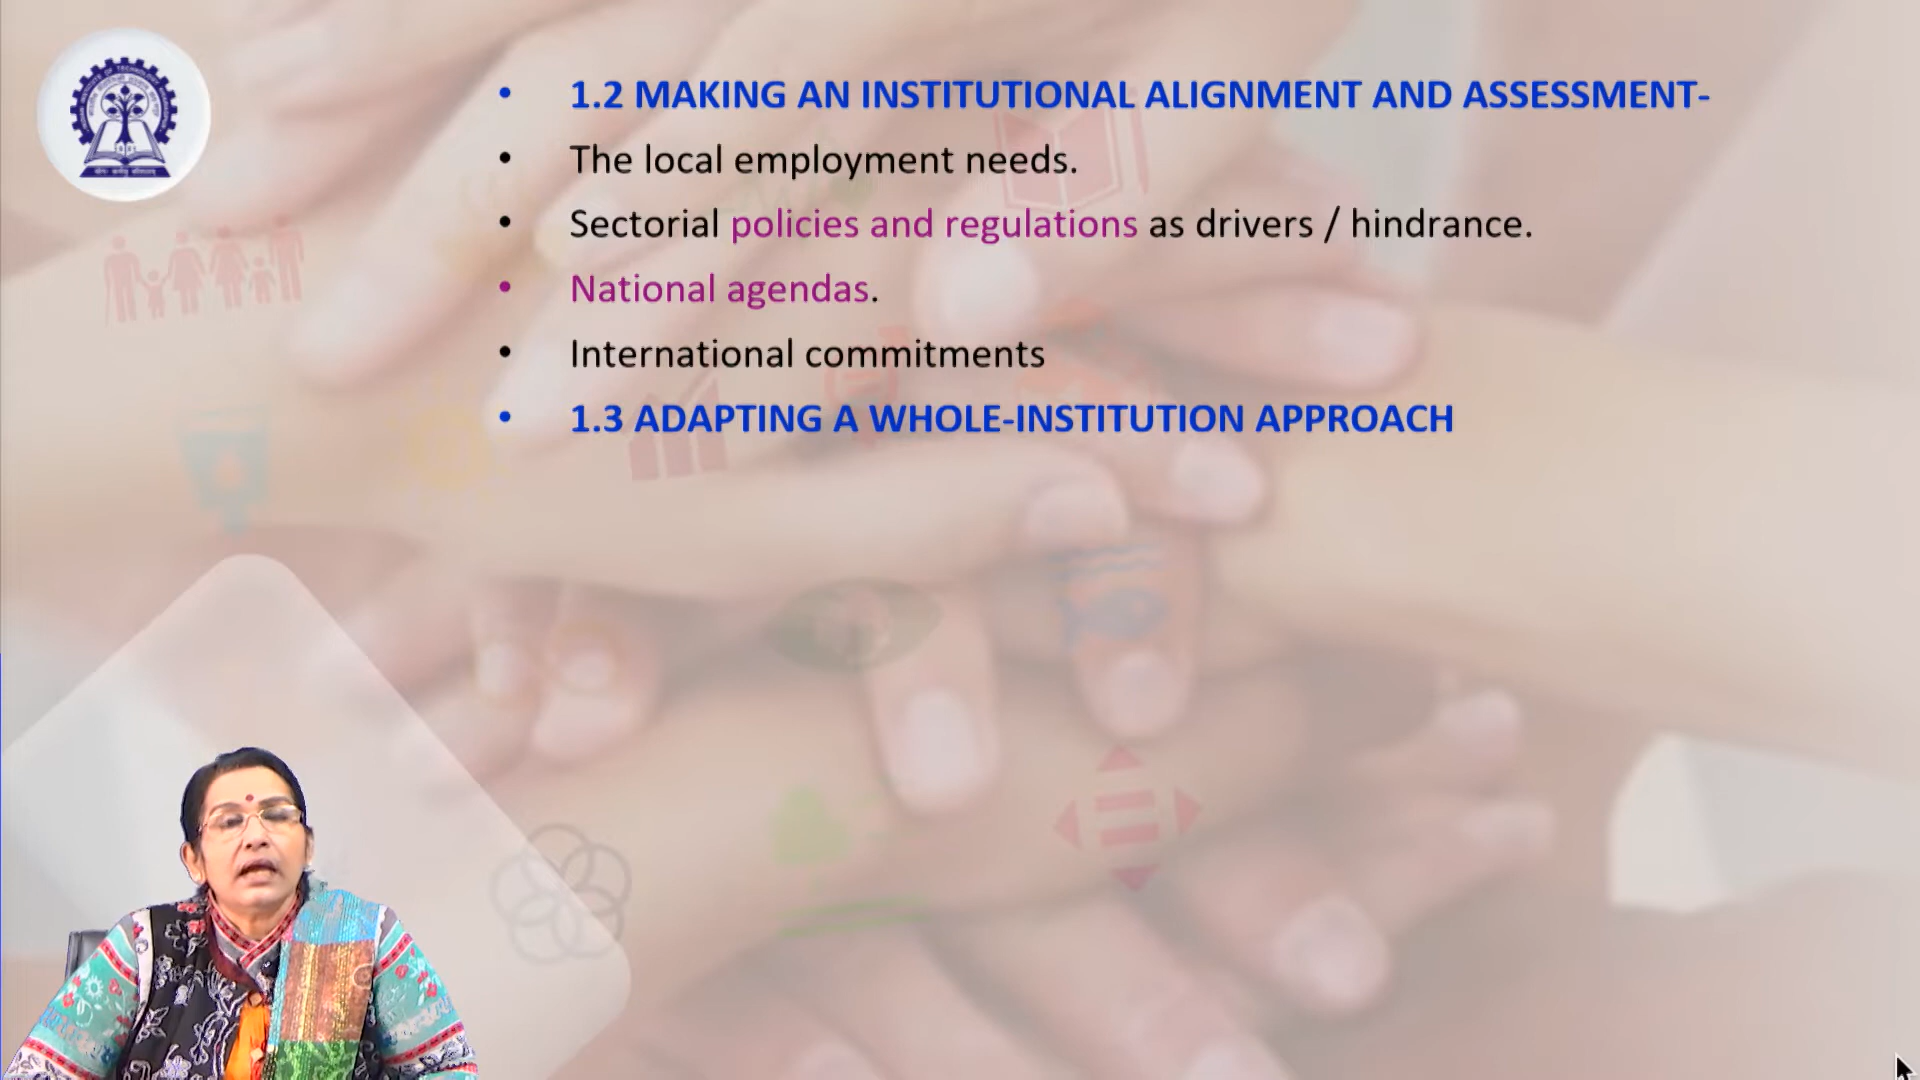 • 1.2 MAKING AN INSTITUTIONAL ALIGNMENT AND ASSESSMENT-
• The local employment needs.
• Sectorial policies and regulations as drivers / hindrance.
• National agendas.
• International commitments
• 1.3 ADAPTING A WHOLE-INSTITUTION APPROACH